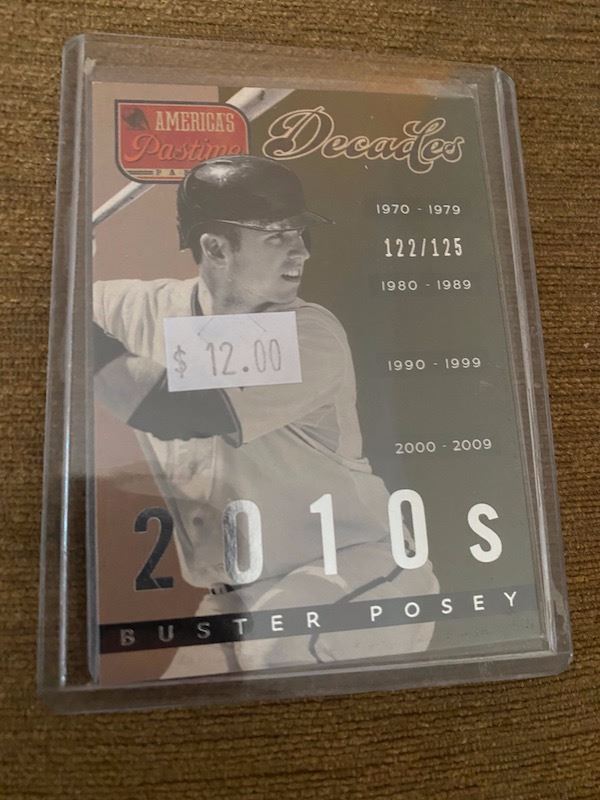 AMERICA'S
Pastime
Decades
1970 - 1979
122/125
1980 - 1989
$ 12.00
1990 - 1999
2000 - 2009
2010s
BUSTER POSEY